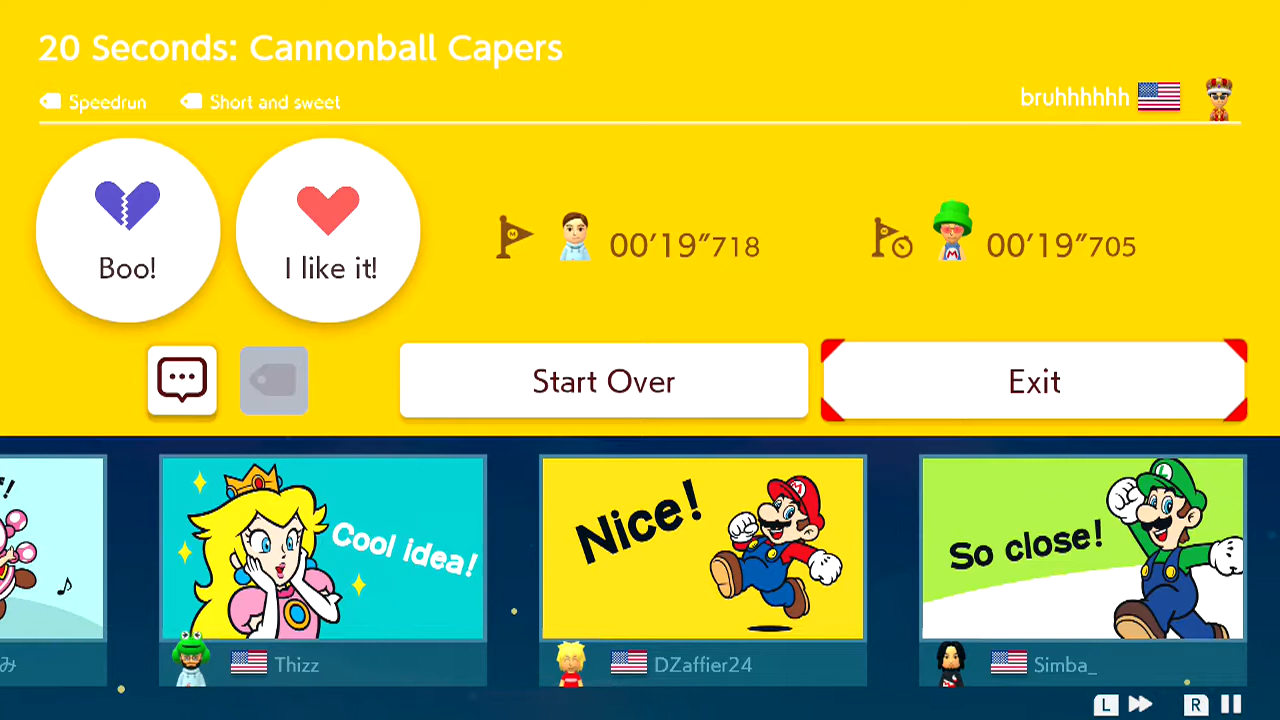 20 Seconds: Cannonball Capers
Speedrun Short and sweet
bruhhhhhh
Boo!
I like it!
00'19"718
00'19"705
Start Over
Exit
Cool idea!
Nice!
So close!
み
Thizz
DZaffier24
Simba_
L
R